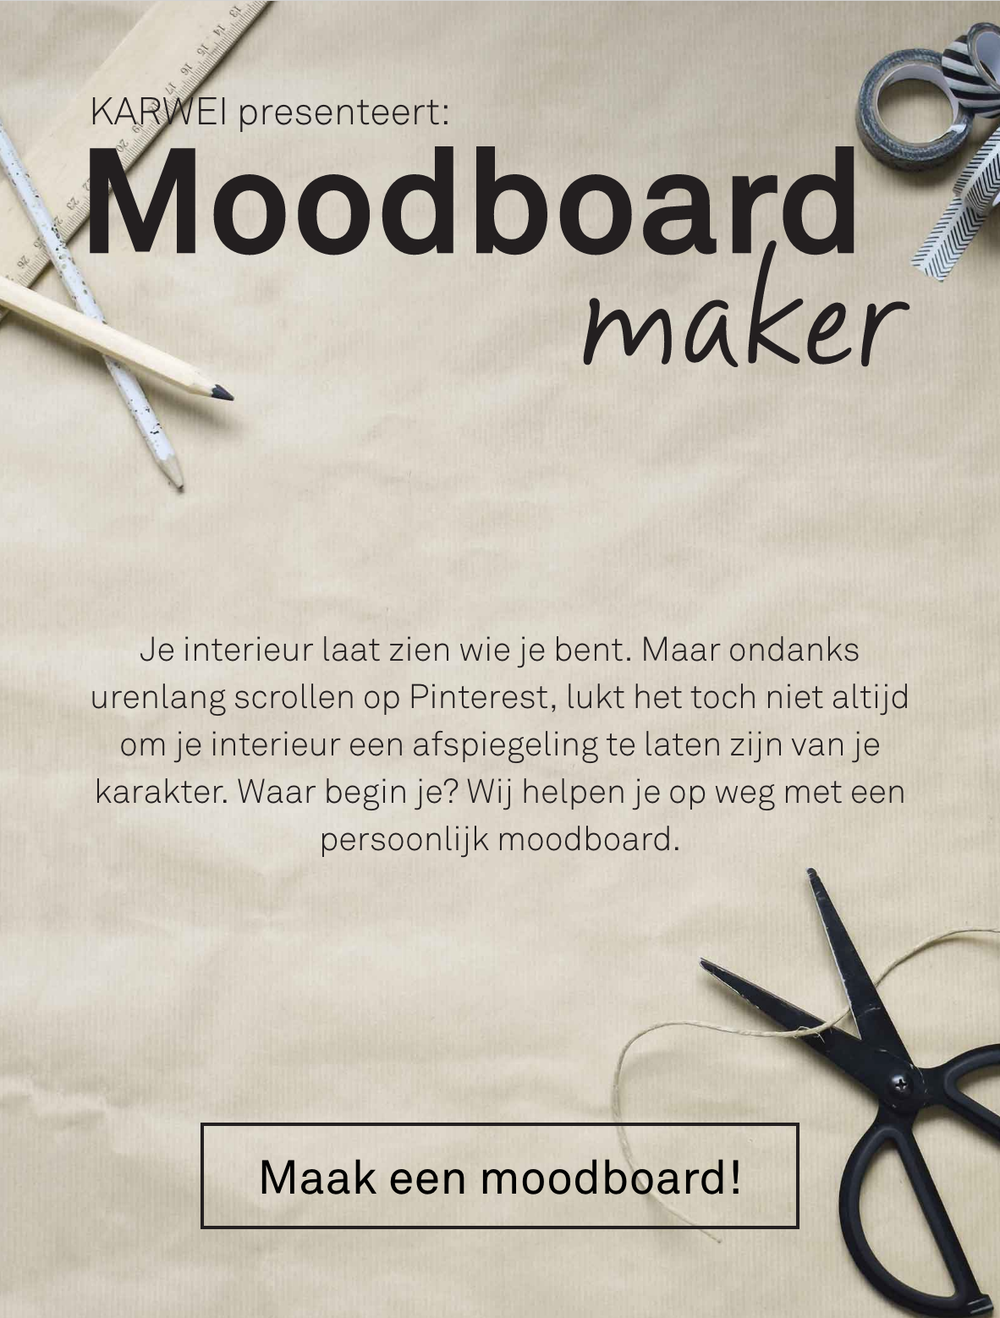 KARWEI presenteert:
Moodboard
maker
Je interieur laat zien wie je bent. Maar ondanks
urenlang scrollen op Pinterest, lukt het toch niet altijd
om je interieur een afspiegeling te laten zijn van je
karakter. Waar begin je? Wij helpen je op weg met een
persoonlijk moodboard.
Maak een moodboard!